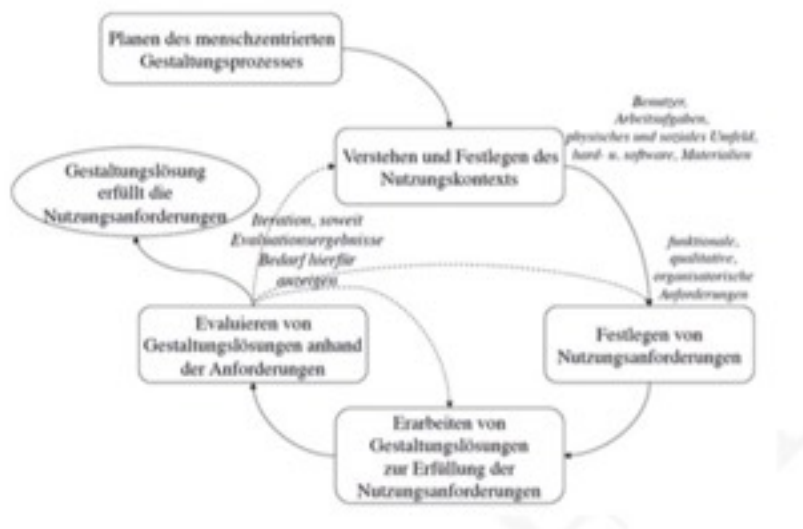 Planen des menschzentrierten
Gestaltungsprozesses
Benutzer,
Arbeitsaufgaben,
physisches und soziales Umfeld,
hard- u. software, Materialien
Verstehen und Festlegen des
Nutzungskontexts
Gestaltungslösung
erfüllt die
Nutzungsanforderungen
Iteration, soweit
Evaluationsergebnisse
Bedarf hierfür
anzeigen
funktionale,
qualitative,
organisatorische
Anforderungen
Evaluieren von
Gestaltungslösungen anhand
der Anforderungen
Festlegen von
Nutzungsanforderungen
Erarbeiten von
Gestaltungslösungen
zur Erfüllung der
Nutzungsanforderungen